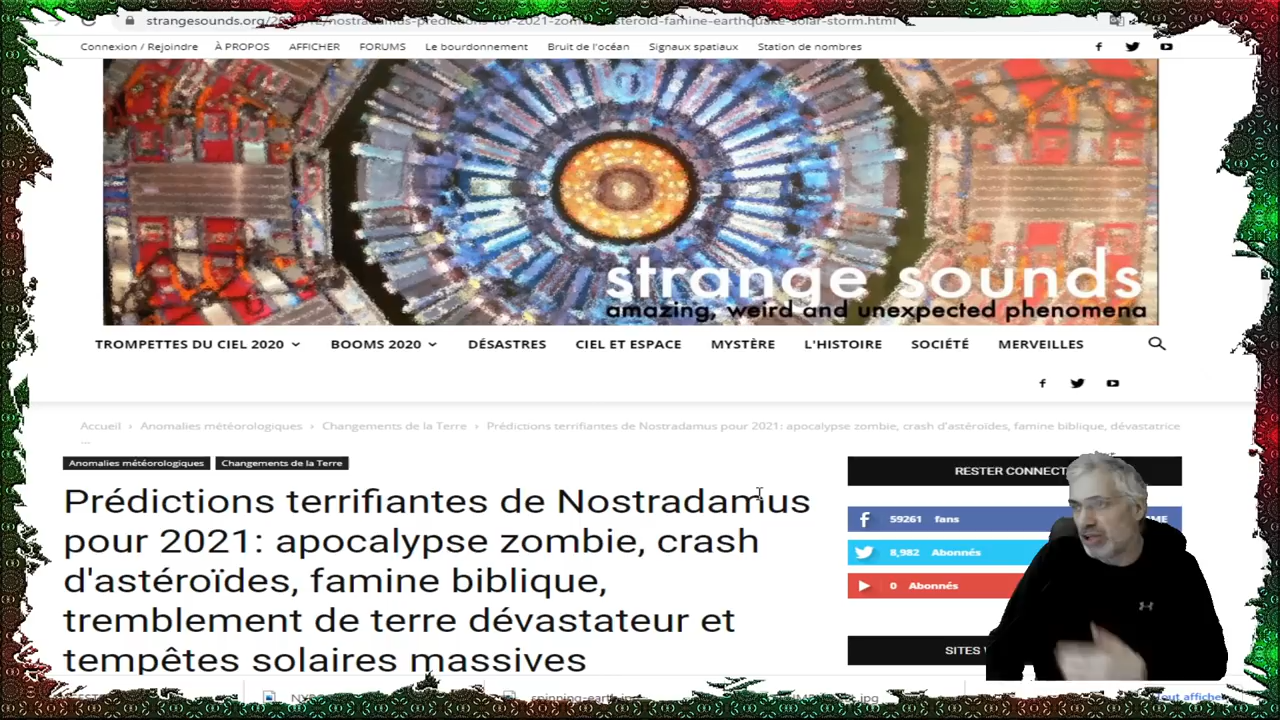 strangesounds.org/
Connexion / Rejoindre À PROPOS AFFICHER FORUMS Le bourdonnement Bruit de l'océan Signaux spatiaux Station de nombres
strange sounds
amazing, weird and unexpected phenomena
TROMPETTES DU CIEL 2020 BOOMS 2020 DÉSASTRES CIEL ET ESPACE MYSTÈRE L'HISTOIRE SOCIÉTÉ MERVEILLES
Accueil › Anomalies météorologiques › Changements de la Terre › Prédictions terrifiantes de Nostradamus pour 2021: apocalypse zombie, crash d'astéroïdes, famine biblique, dévastatrice
...
Anomalies météorologiques Changements de la Terre
Prédictions terrifiantes de Nostradamus
pour 2021: apocalypse zombie, crash
d'astéroïdes, famine biblique,
tremblement de terre dévastateur et
tempêtes solaires massives
RESTER CONNECT
59261 fans
8,982 Abonnés
0 Abonnés
SITES